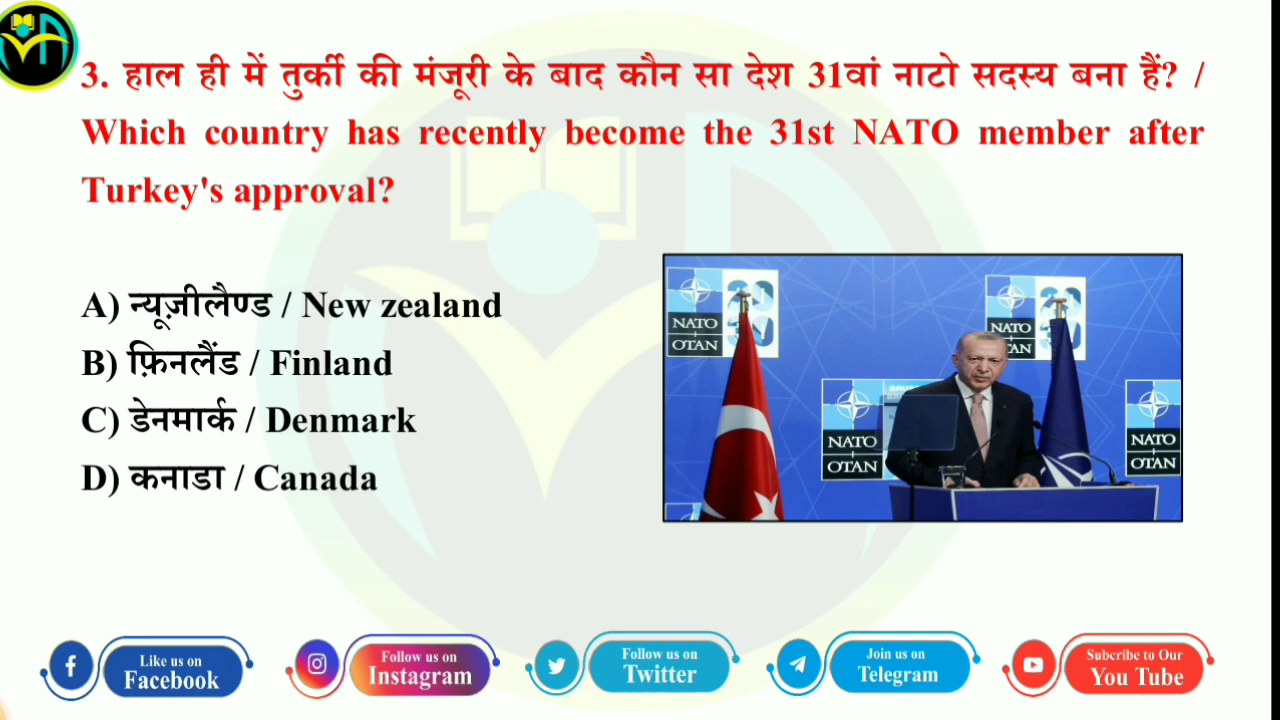 3. हाल ही में तुर्की की मंजूरी के बाद कौन सा देश 31वां नाटो सदस्य बना हैं? /
Which country has recently become the 31st NATO member after
Turkey's approval?
A) न्यूज़ीलैण्ड / New zealand
B) फ़िनलैंड / Finland
C) डेनमार्क / Denmark
D) कनाडा / Canada
NATO
OTAN
NATO
NATO
OTAN
NATO
OTAN
Like us on
Facebook
Follow us on
Instagram
Follow us on
Twitter
Join us on
Telegram
Subcribe to Our
You Tube